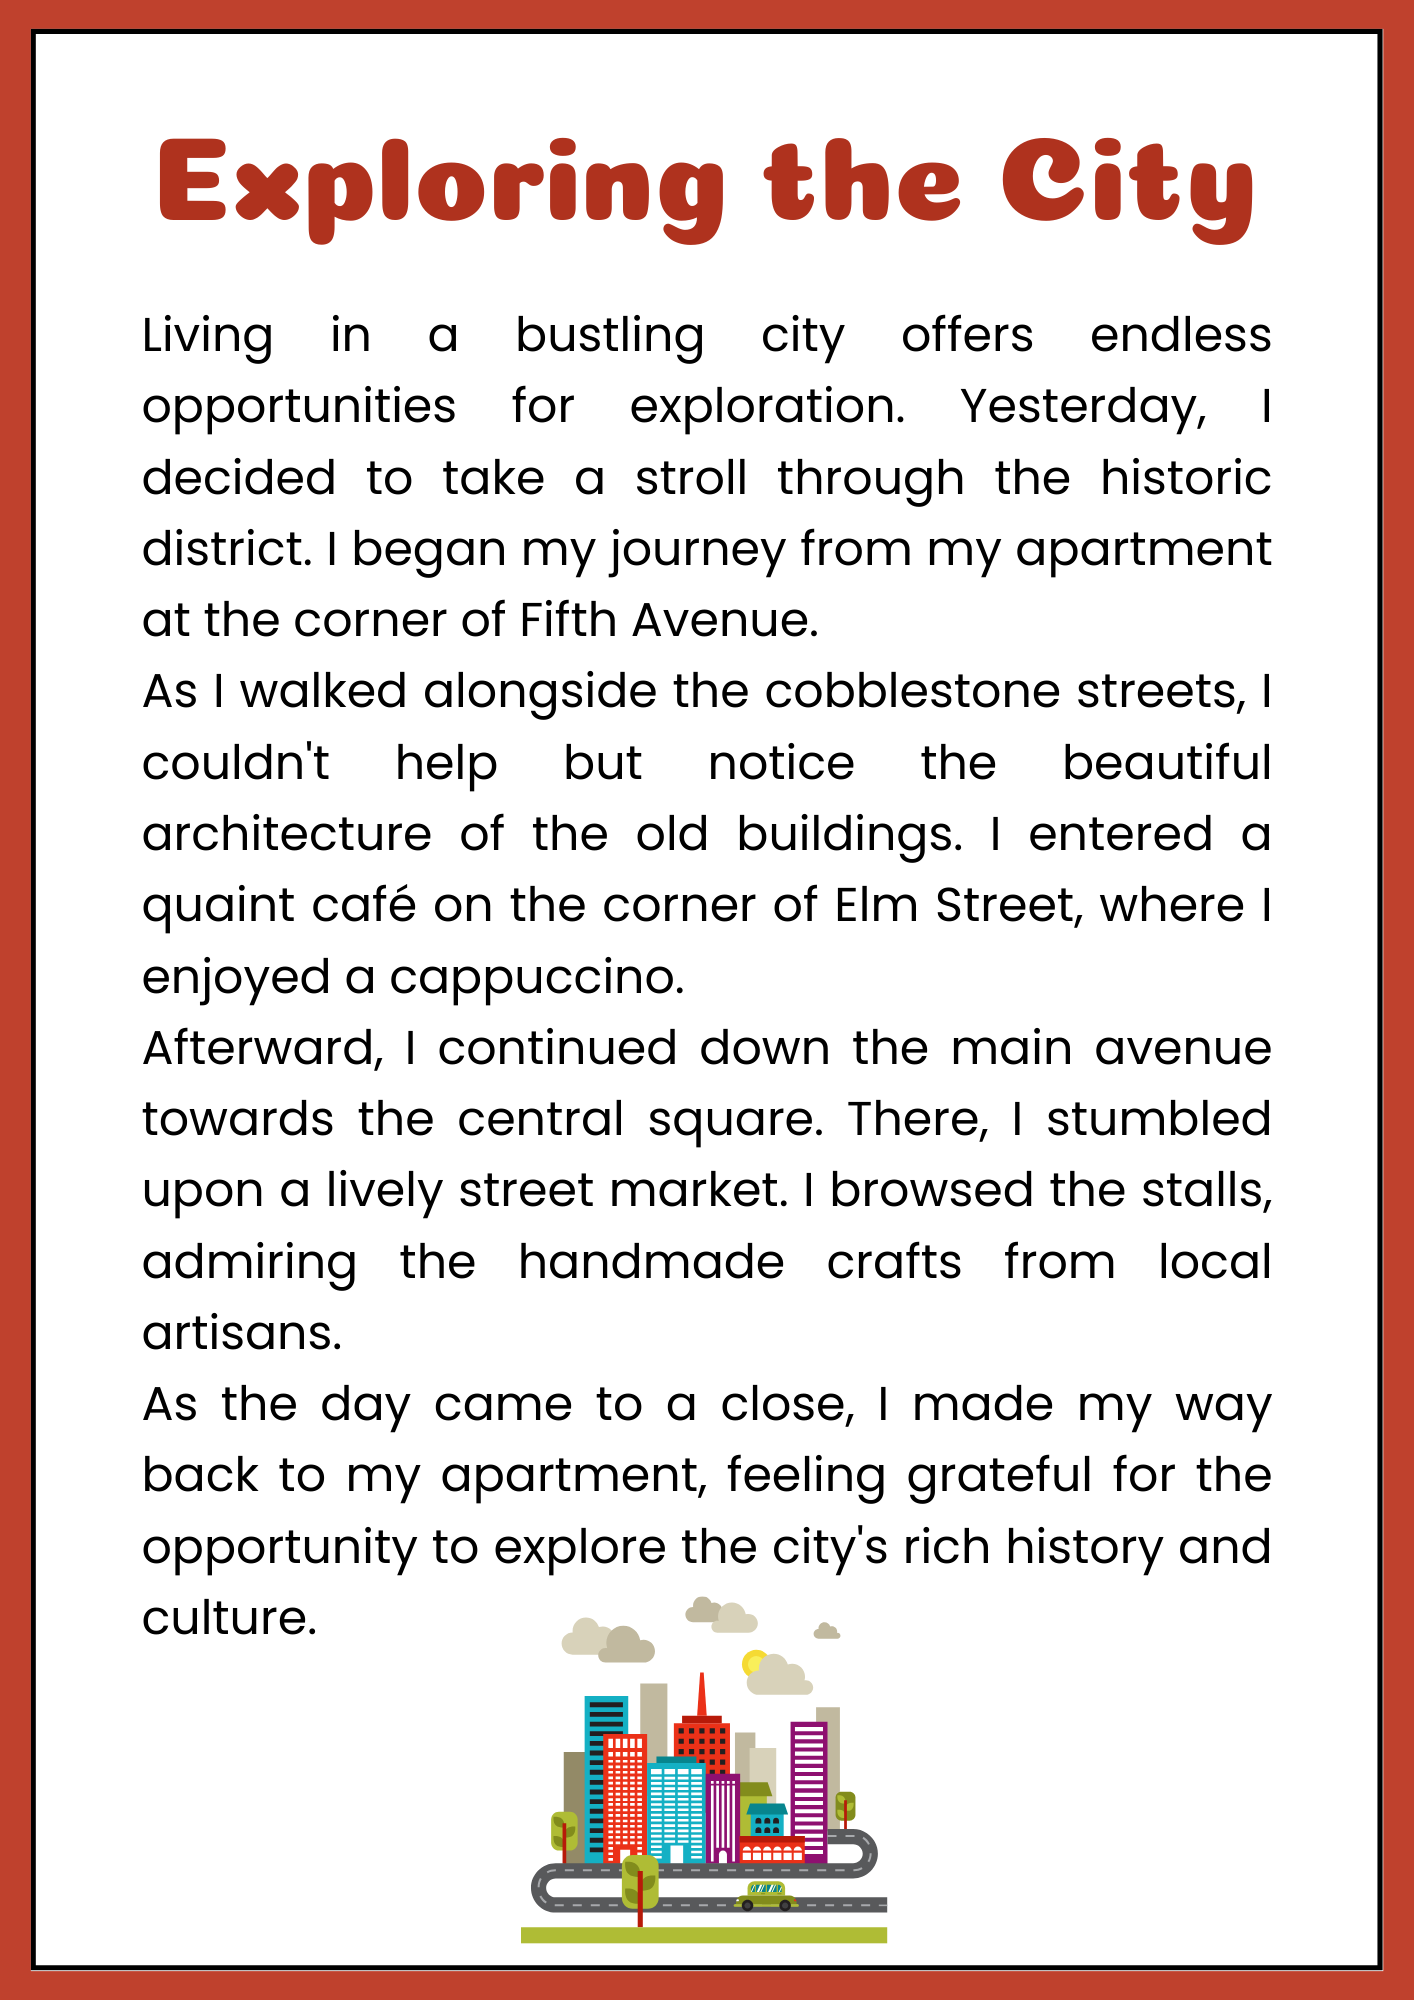 Exploring the City
Living in a bustling city offers endless
opportunities for exploration. Yesterday, I
decided to take a stroll through the historic
district. I began my journey from my apartment
at the corner of Fifth Avenue.
As I walked alongside the cobblestone streets, I
couldn't help but notice the beautiful
architecture of the old buildings. I entered a
quaint café on the corner of Elm Street, where I
enjoyed a cappuccino.
Afterward, I continued down the main avenue
towards the central square. There, I stumbled
upon a lively street market. I browsed the stalls,
admiring the handmade crafts from local
artisans.
As the day came to a close, I made my way
back to my apartment, feeling grateful for the
opportunity to explore the city's rich history and
culture.